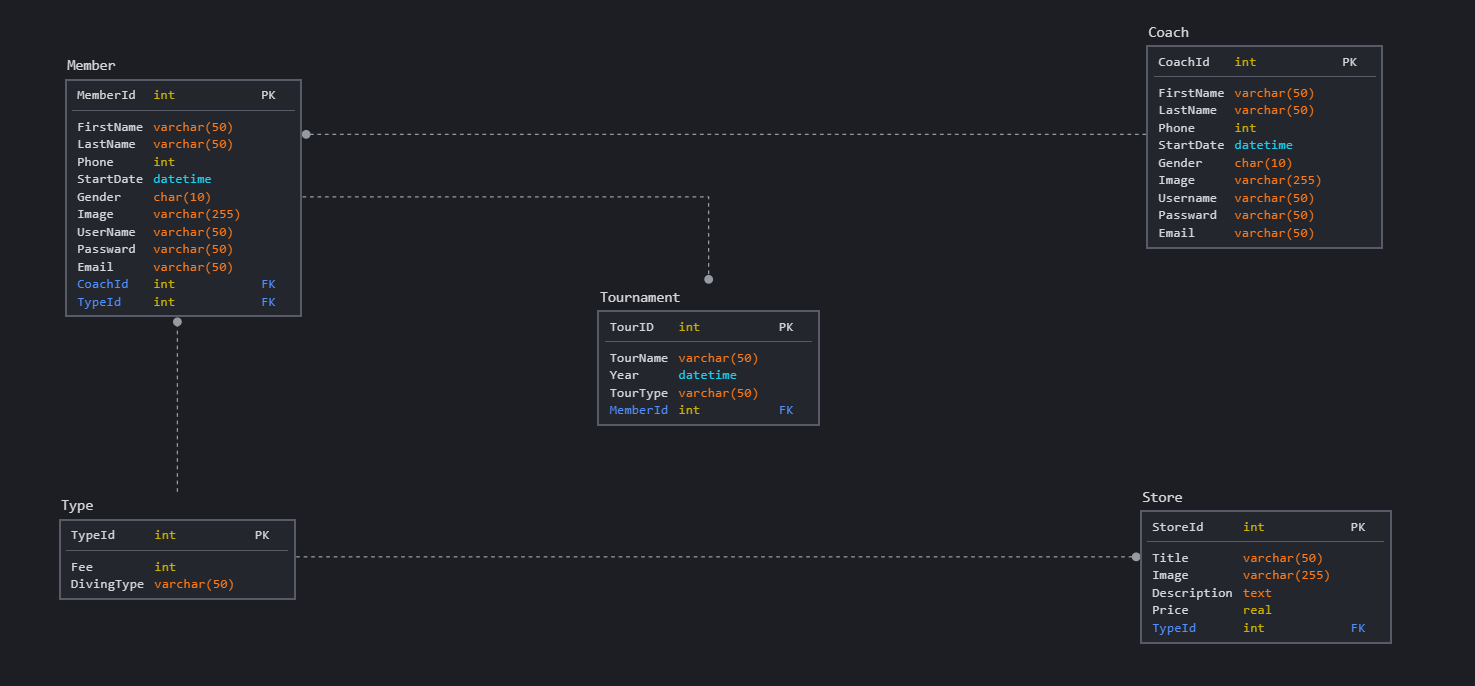 Coach
CoachId int PK
FirstName varchar(50)
LastName varchar(50)
Phone int
StartDate datetime
Gender char(10)
Image varchar(255)
Username varchar(50)
Passward varchar(50)
Email varchar(50)
Member
MemberId int PK
FirstName varchar(50)
LastName varchar(50)
Phone int
StartDate datetime
Gender char(10)
Image varchar(255)
UserName varchar(50)
Passward varchar(50)
Email varchar(50)
CoachId int FK
TypeId int FK
Tournament
TourID int PK
TourName varchar(50)
Year datetime
TourType varchar(50)
MemberId int FK
Type
TypeId int PK
Fee int
DivingType varchar(50)
Store
StoreId int PK
Title varchar(50)
Image varchar(255)
Description text
Price real
TypeId int FK